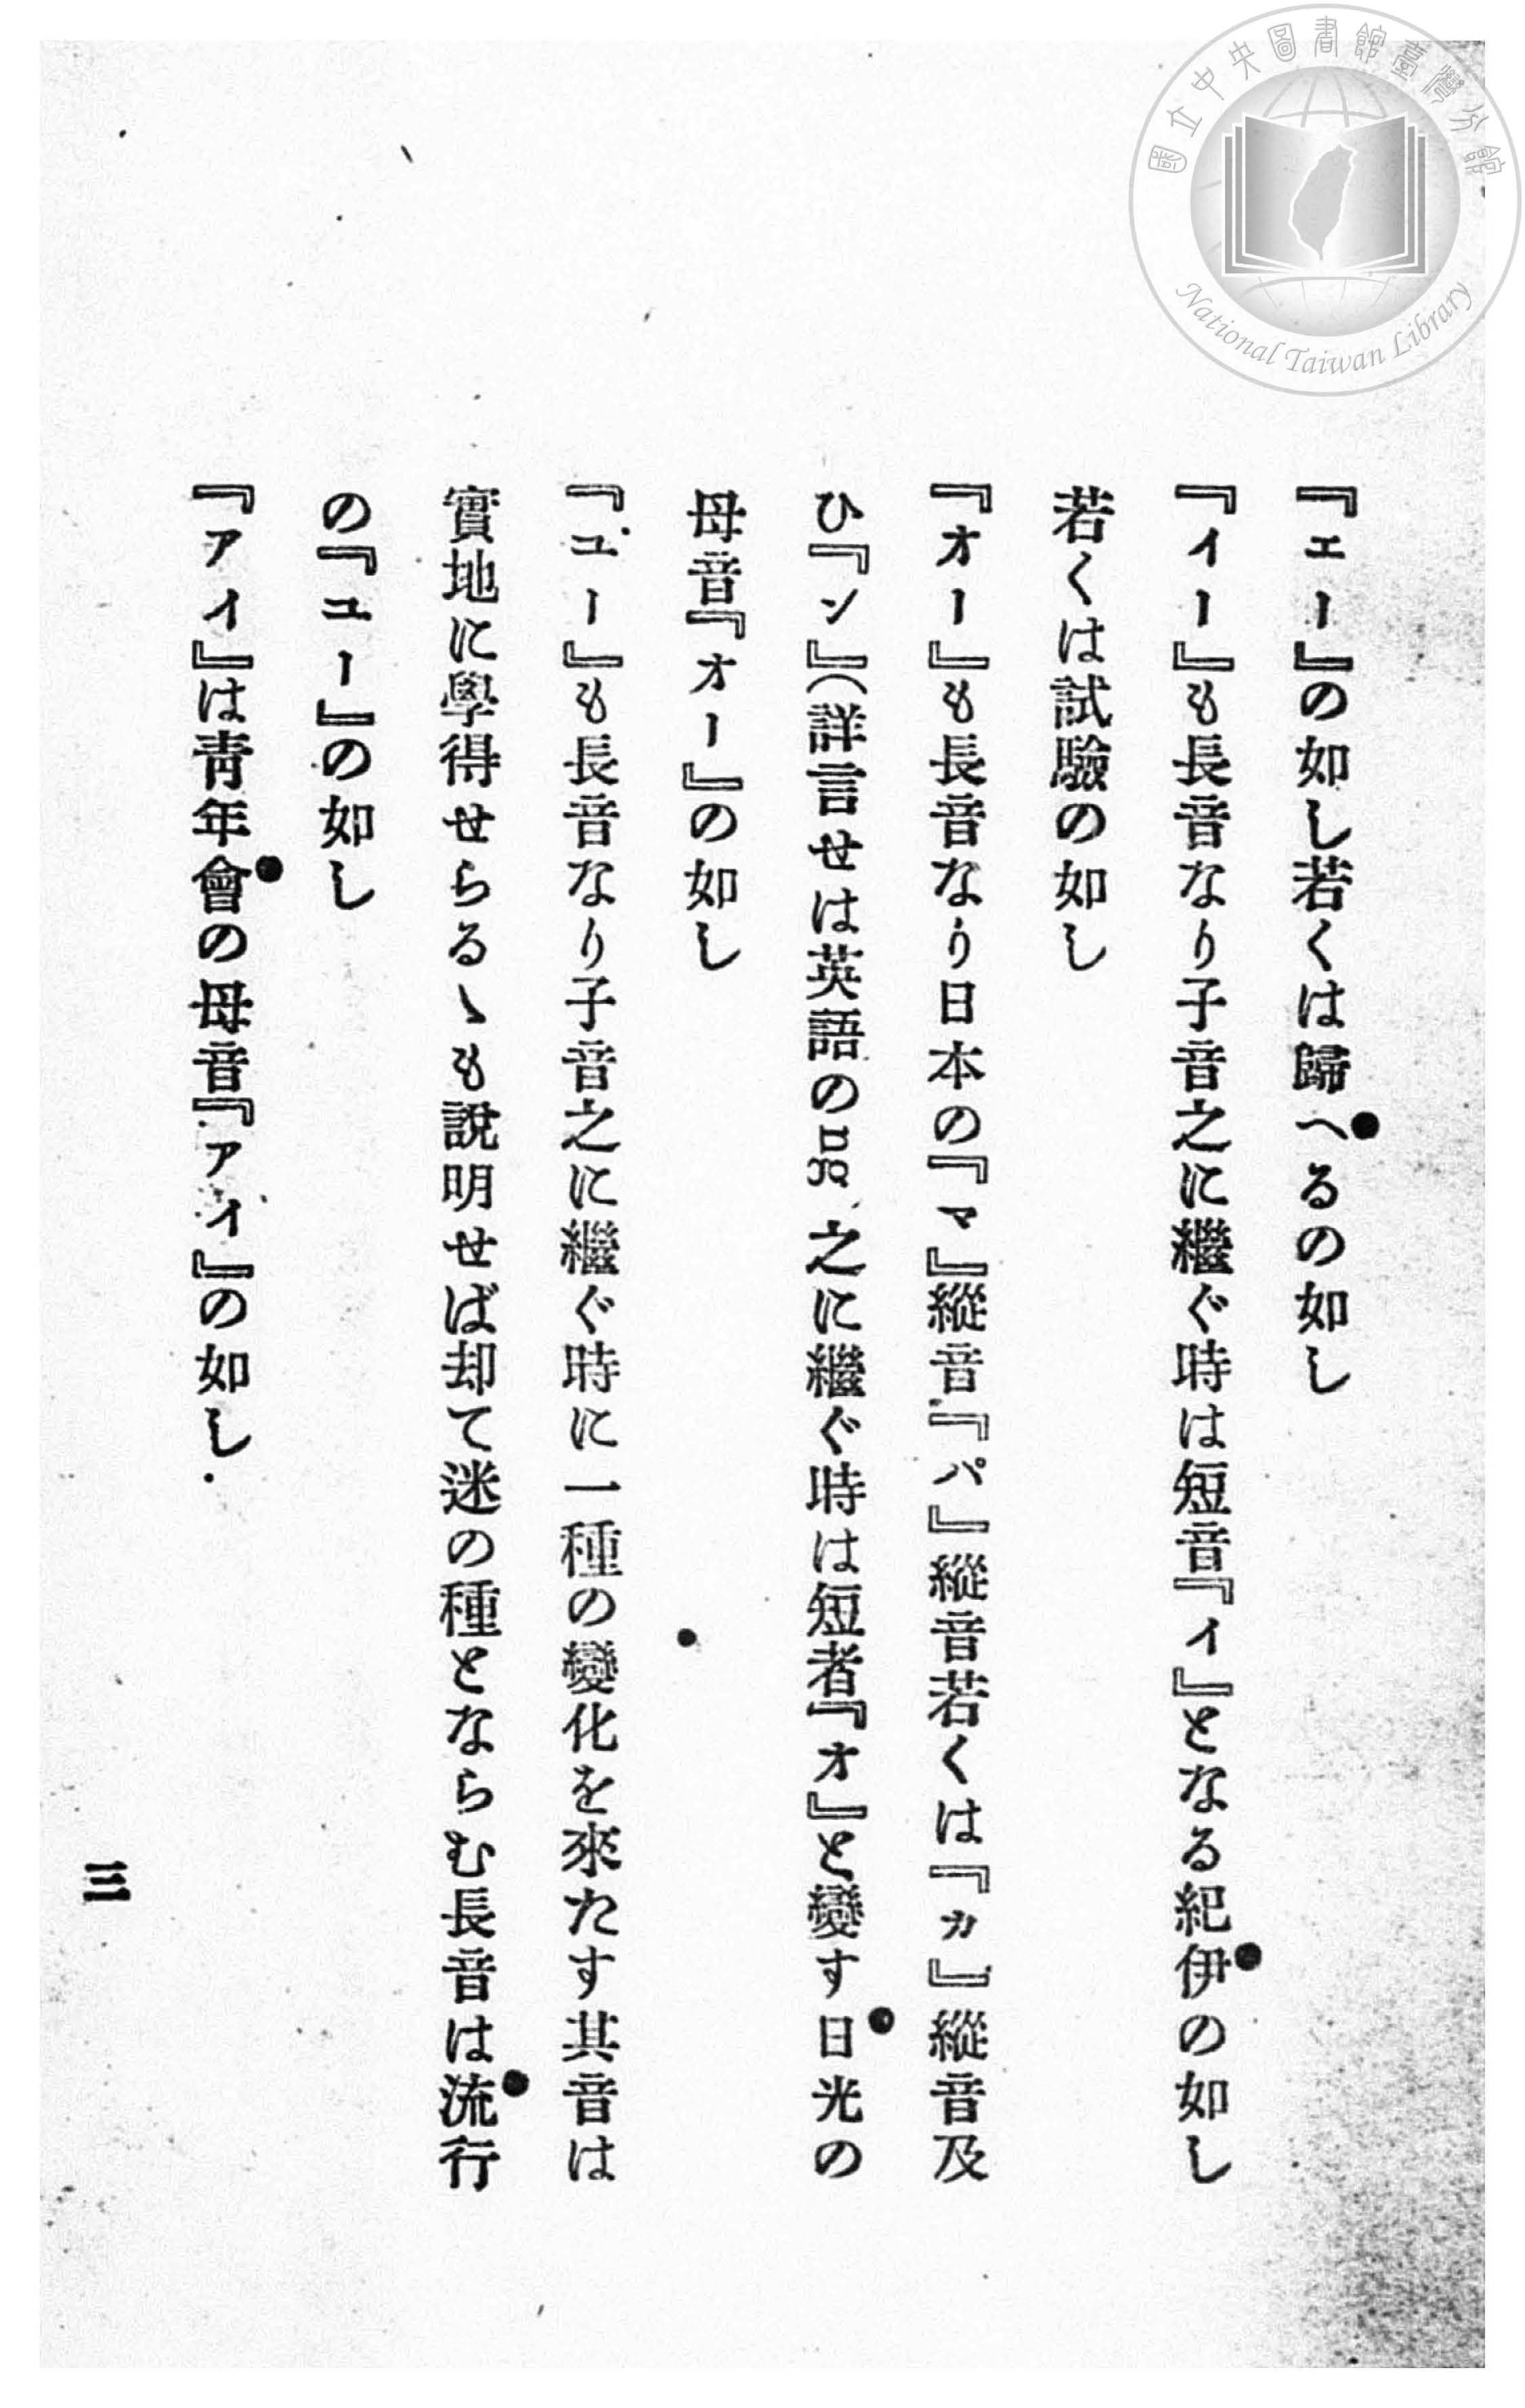 『エー』の如し若くは歸へるの如し
『イー』も長音なり子音之に繼ぐ時は短音『イ』となる紀伊の如し
若くは試驗の如し
『オー』も長音なり日本の『マ』縱音『パ』縱音若くは『カ』縱音及
ひ『ン』(詳言せは英語のng之に繼ぐ時は短者『オ』と變す日光の
母音『オー』の如し
『ユー』も長音なり子音之に繼ぐ時に一種の變化を來たす其音は
實地に學得せらるゝも說明せば却て迷の種とならむ長音は流行
の『ユー』の如し
『アイ』は靑年會の母音『アイ』の如し.
三
國立中央圖書館臺灣分館
National Taiwan Library